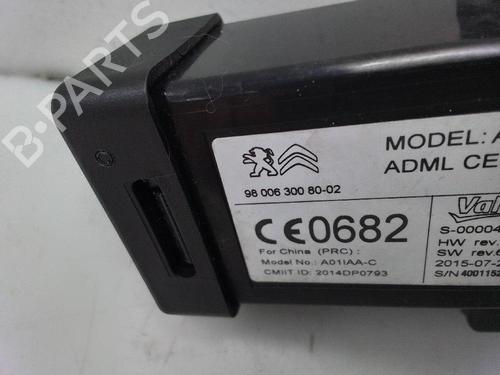 B-PARTS
MODEL: A
ADML CE
98 006 300 80-02
CE0682
For China (PRC) :
Model No.: A01IAA-C
CMIIT ID: 2014DP0793
S-00004
HW rev.
SW rev.6
2015-07-2
S/N 4001152